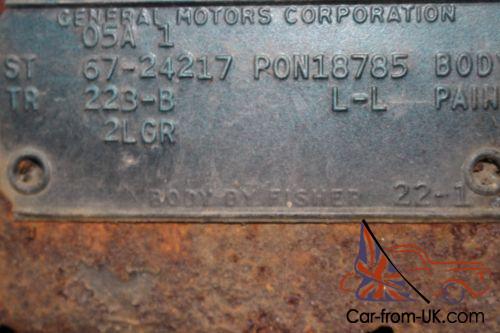 GENERAL MOTORS CORPORATION
05A 1
ST 67-24217 PON18785 BODY
TR 223-B L-L PAIN
2LGR
BODY BY FISHER 22-1
Car-from-UK.com